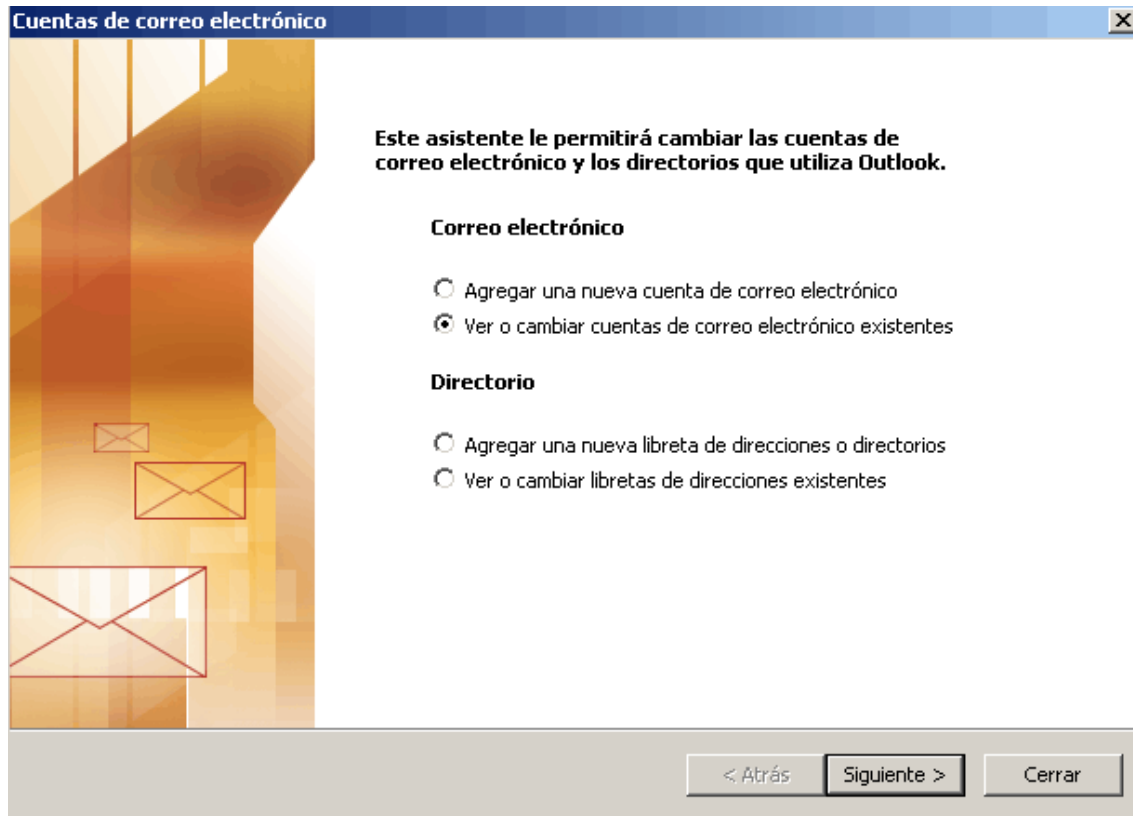 Cuentas de correo electrónico
Este asistente le permitirá cambiar las cuentas de
correo electrónico y los directorios que utiliza Outlook.
Correo electrónico
Agregar una nueva cuenta de correo electrónico
Ver o cambiar cuentas de correo electrónico existentes
Directorio
Agregar una nueva libreta de direcciones o directorios
Ver o cambiar libretas de direcciones existentes
< Atrás
Siguiente >
Cerrar